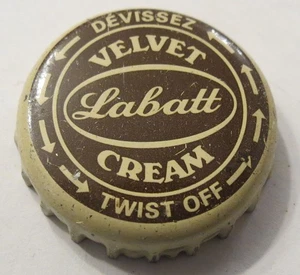 DÉVISSEZ
VELVET
Labatt
CREAM
TWIST OFF